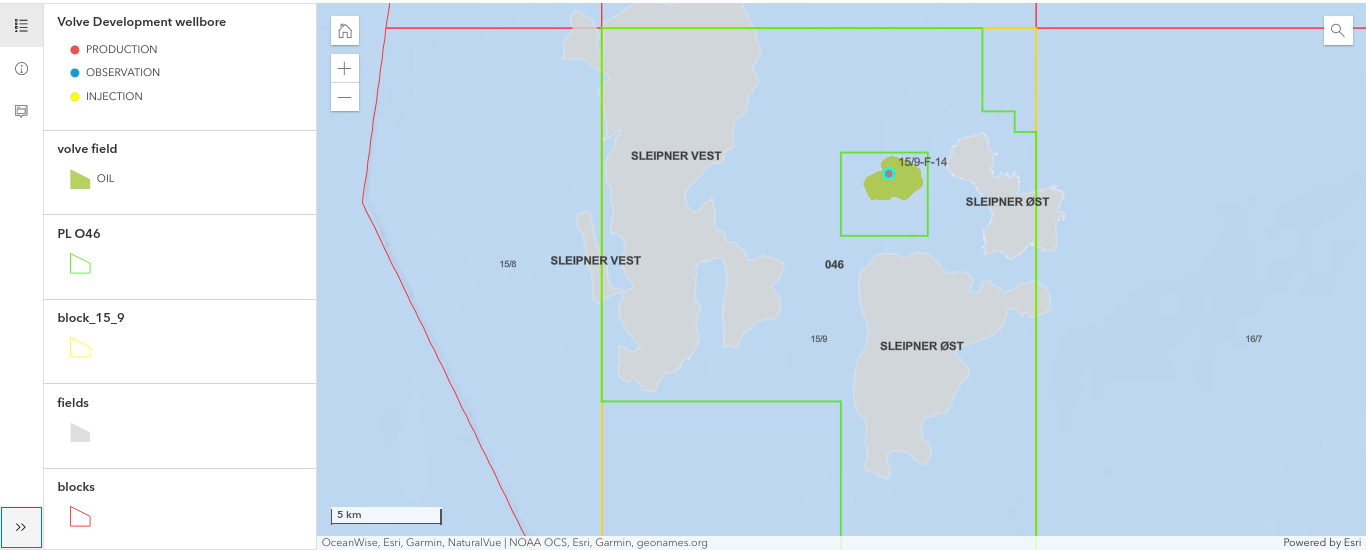 Volve Development wellbore
PRODUCTION
OBSERVATION
INJECTION
volve field
OIL
PL O46
block_15_9
fields
blocks
SLEIPNER VEST
15/9-F-14
SLEIPNER ØST
SLEIPNER VEST
15/8
046
15/9
SLEIPNER ØST
16/7
5 km
OceanWise, Esri, Garmin, NaturalVue | NOAA OCS, Esri, Garmin, geonames.org
Powered by Esri